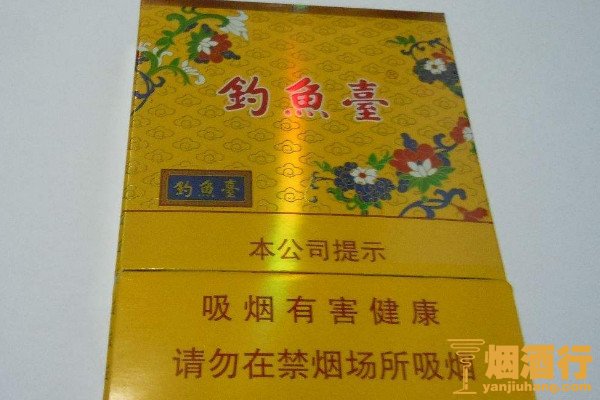 釣魚臺
釣魚臺
本公司提示
吸烟有害健康
请勿在禁烟场所吸烟
烟酒行
yanjiuhang.com